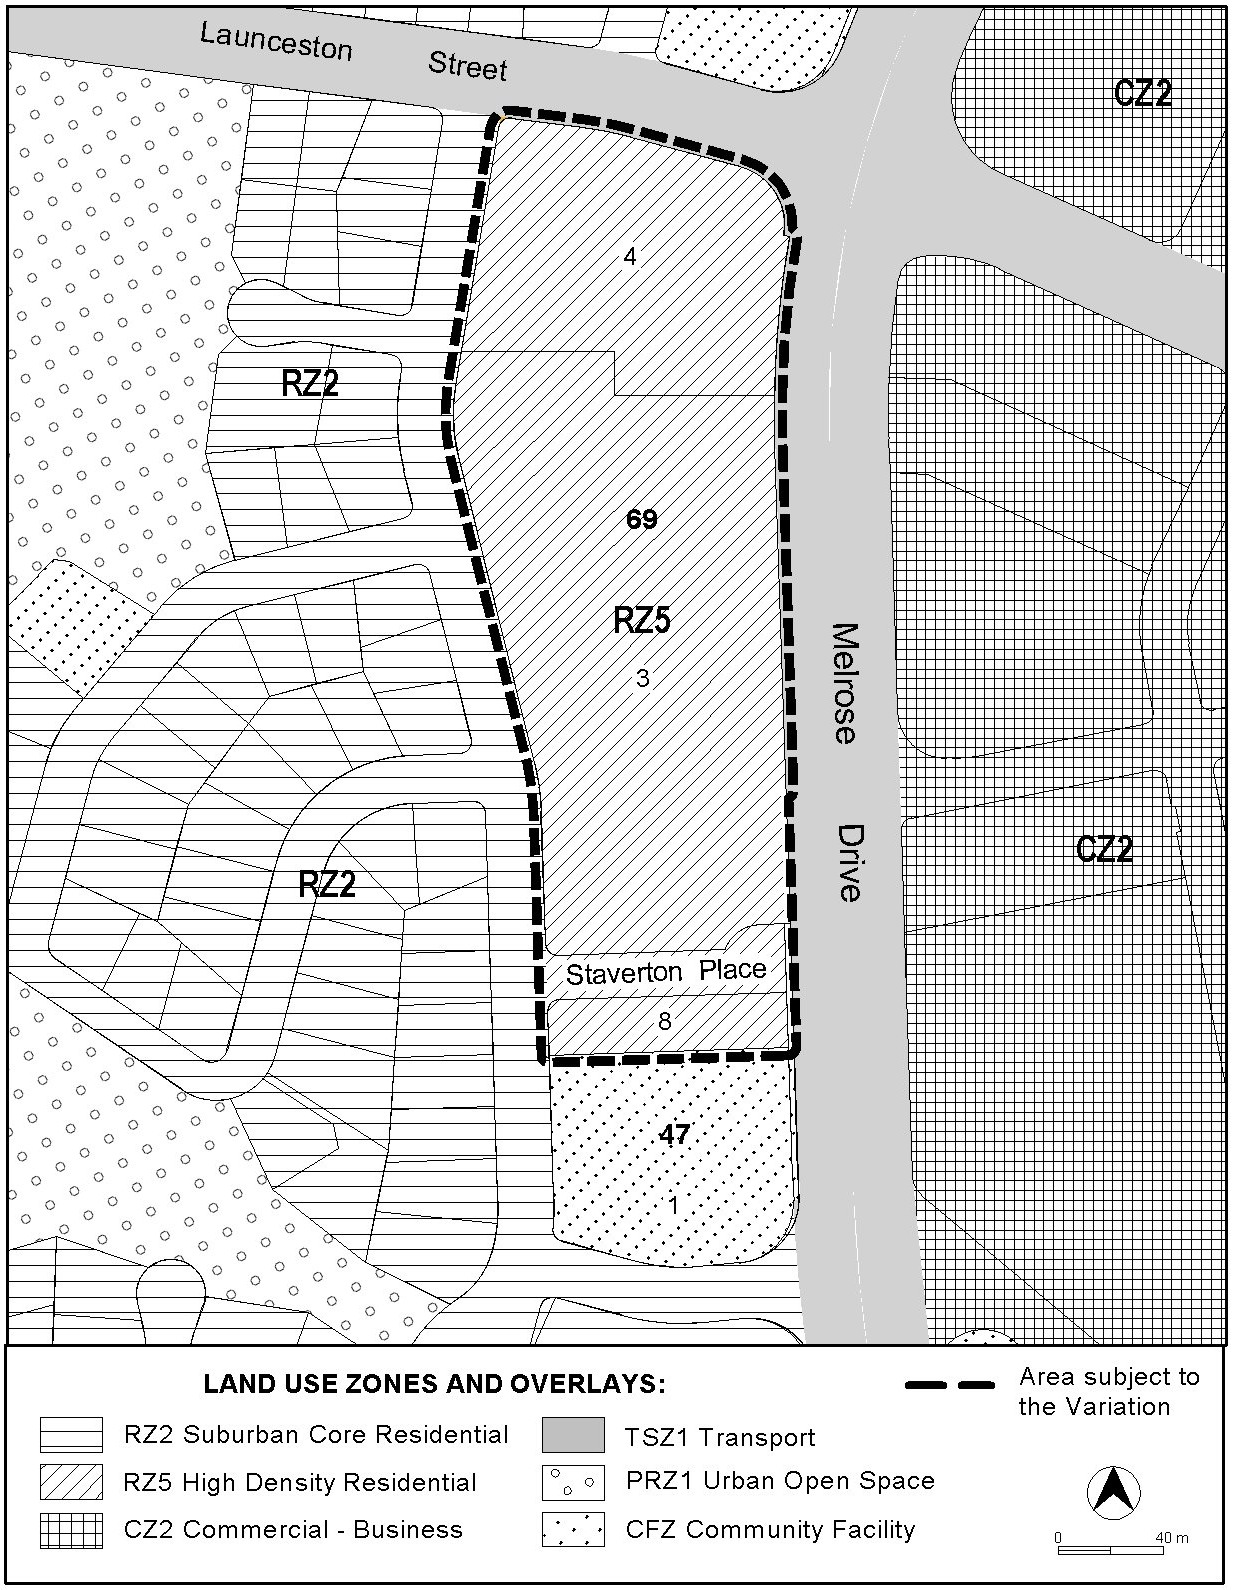 Launceston Street
CZ2
4
RZ2
69
RZ5
3
Melrose Drive
CZ2
RZ2
Staverton Place
8
47
1
LAND USE ZONES AND OVERLAYS:
RZ2 Suburban Core Residential
RZ5 High Density Residential
CZ2 Commercial - Business
TSZ1 Transport
PRZ1 Urban Open Space
CFZ Community Facility
Area subject to
the Variation
0 40 m